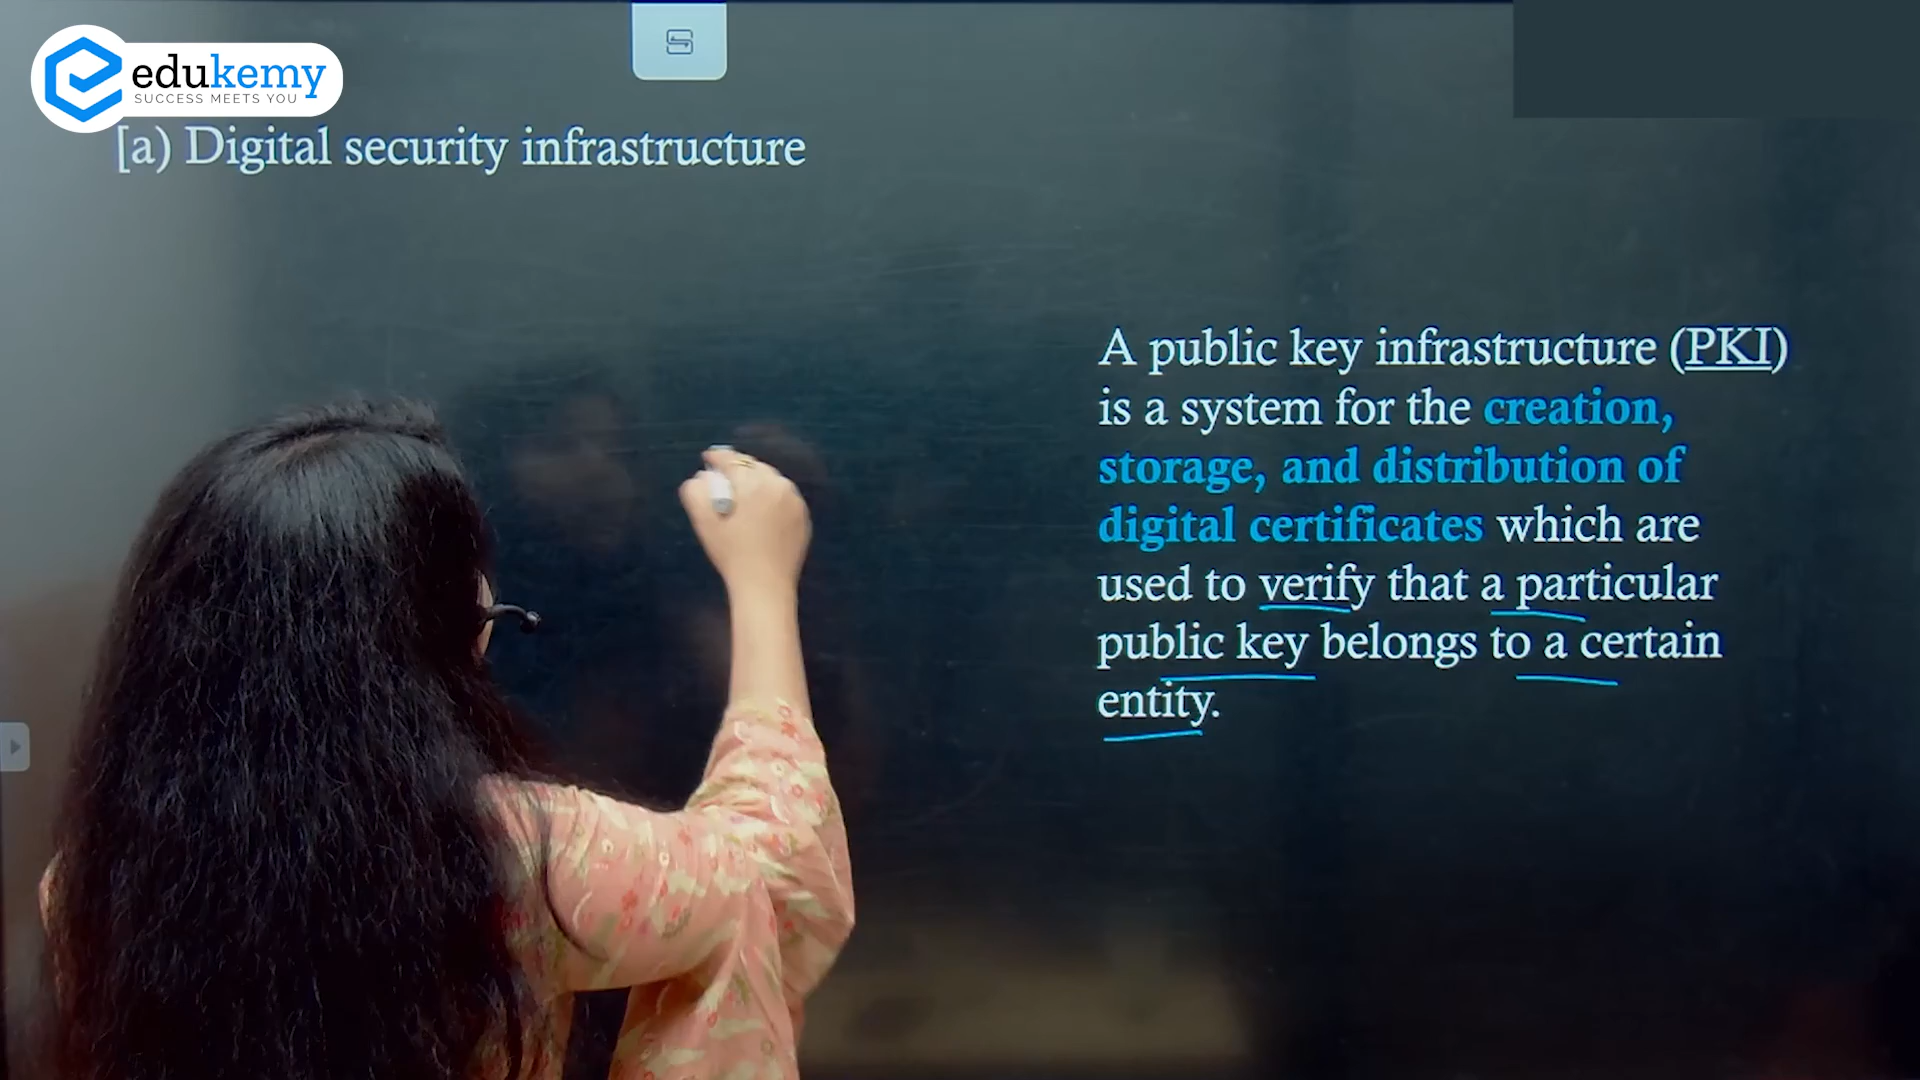 edukemy
SUCCESS MEETS YOU
[a) Digital security infrastructure
A public key infrastructure (PKI)
is a system for the creation,
storage, and distribution of
digital certificates which are
used to verify that a particular
public key belongs to a certain
entity.